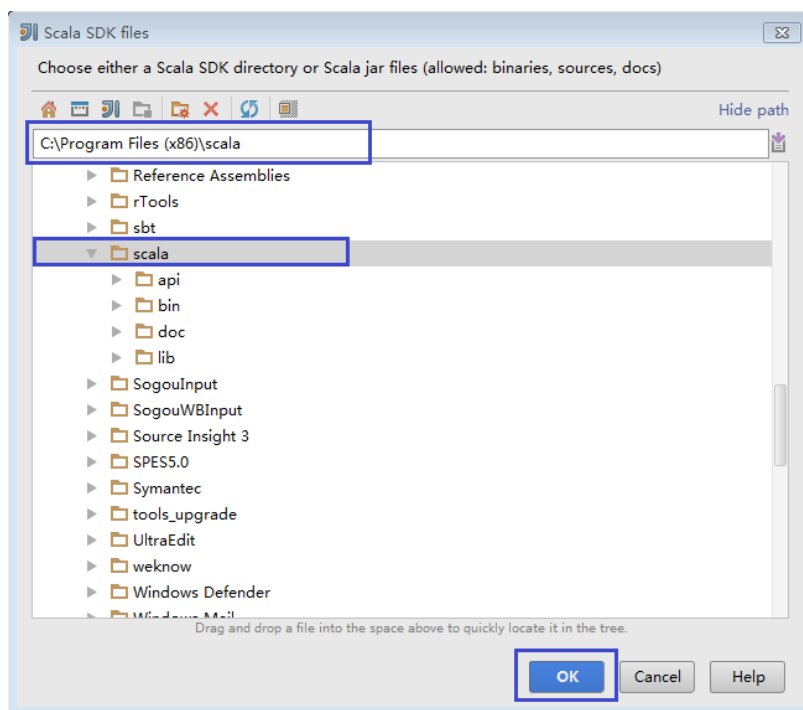 Scala SDK files
Choose either a Scala SDK directory or Scala jar files (allowed: binaries, sources, docs)
Hide path
C:\Program Files (x86)\scala
Reference Assemblies
rTools
sbt
scala
api
bin
doc
lib
SogouInput
SogouWBInput
Source Insight 3
SPES5.0
Symantec
tools_upgrade
UltraEdit
weknow
Windows Defender
Windows Mail
Drag and drop a file into the space above to quickly locate it in the tree.
OK Cancel Help